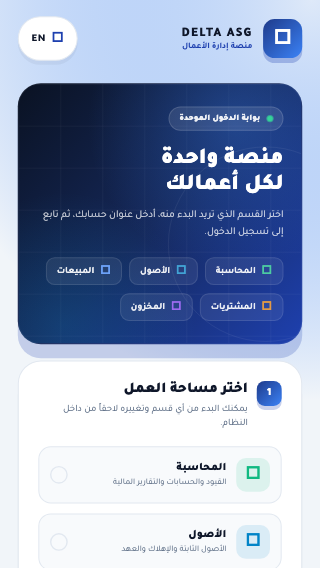 DELTA ASG
منصة إدارة الأعمال
EN
بوابة الدخول الموحدة
منصة واحدة
لكل أعمالك
اختر القسم الذي تريد البدء منه، أدخل عنوان حسابك، ثم تابع
إلى تسجيل الدخول.
المحاسبة
الأصول
المبيعات
المشتريات
المخزون
1
اختر مساحة العمل
يمكنك البدء من أي قسم وتغييره لاحقاً من داخل
النظام.
المحاسبة
القيود والحسابات والتقارير المالية
الأصول
الأصول الثابتة والإهلاك والعهد